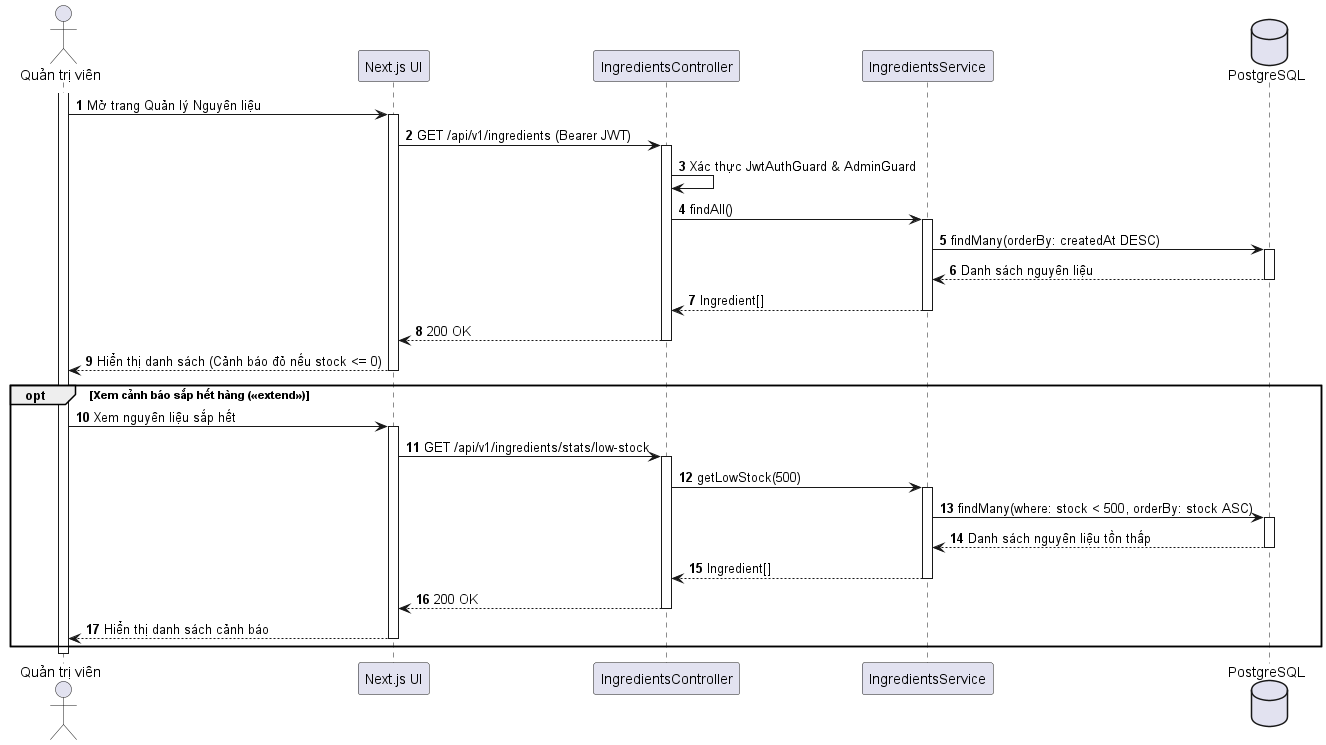 Quản trị viên
Next.js UI
IngredientsController
IngredientsService
PostgreSQL
1 Mở trang Quản lý Nguyên liệu
2 GET /api/v1/ingredients (Bearer JWT)
3 Xác thực JwtAuthGuard & AdminGuard
4 findAll()
5 findMany(orderBy: createdAt DESC)
6 Danh sách nguyên liệu
7 Ingredient[]
8 200 OK
9 Hiển thị danh sách (Cảnh báo đỏ nếu stock <= 0)
opt [Xem cảnh báo sắp hết hàng («extend»)]
10 Xem nguyên liệu sắp hết
11 GET /api/v1/ingredients/stats/low-stock
12 getLowStock(500)
13 findMany(where: stock < 500, orderBy: stock ASC)
14 Danh sách nguyên liệu tồn thấp
15 Ingredient[]
16 200 OK
17 Hiển thị danh sách cảnh báo
Quản trị viên
Next.js UI
IngredientsController
IngredientsService
PostgreSQL